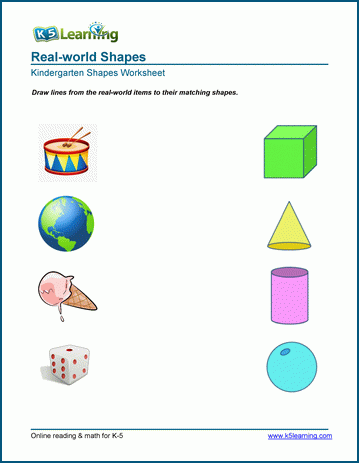 K5 Learning
Real-world Shapes
Kindergarten Shapes Worksheet
Draw lines from the real-world items to their matching shapes.
Online reading & math for K-5
www.k5learning.com